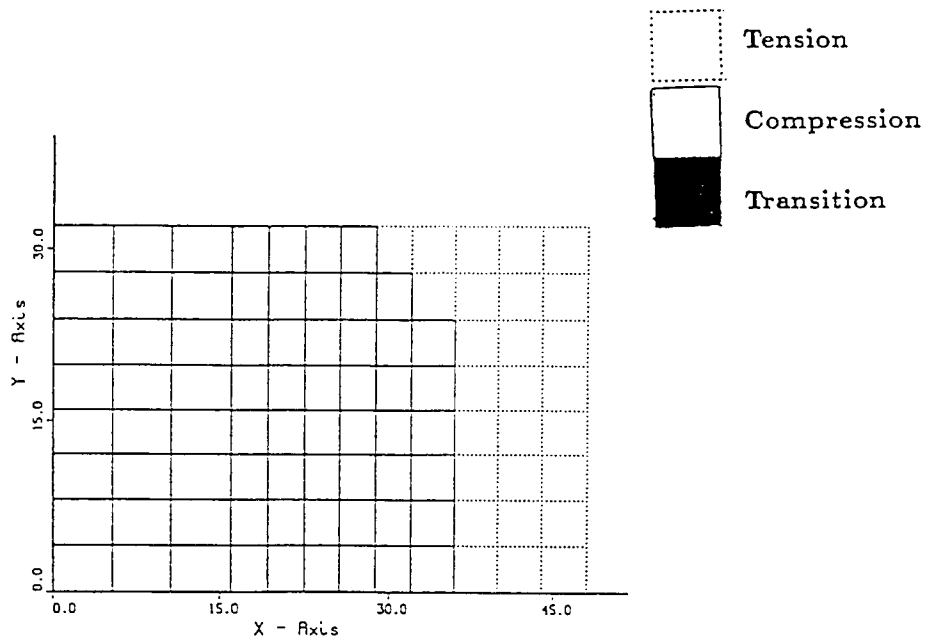 Tension
Compression
Transition
30.0
15.0
0.0
Y - Axis
0.0
15.0
30.0
45.0
X - Axis